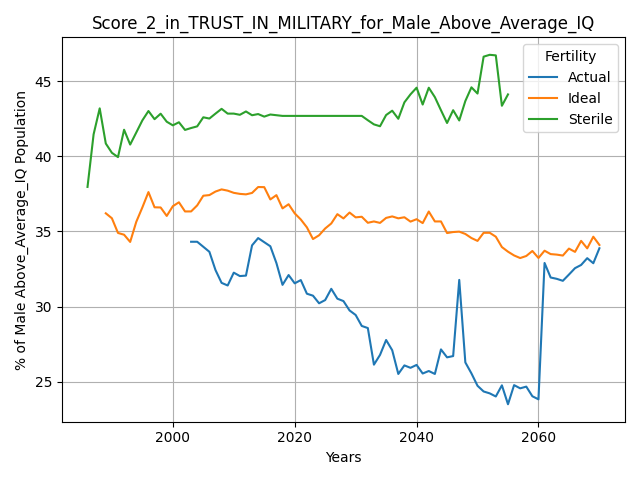 Score_2_in_TRUST_IN_MILITARY_for_Male_Above_Average_IQ
Fertility
Actual
Ideal
Sterile
% of Male Above_Average_IQ Population
45
40
35
30
25
2000
2020
2040
2060
Years